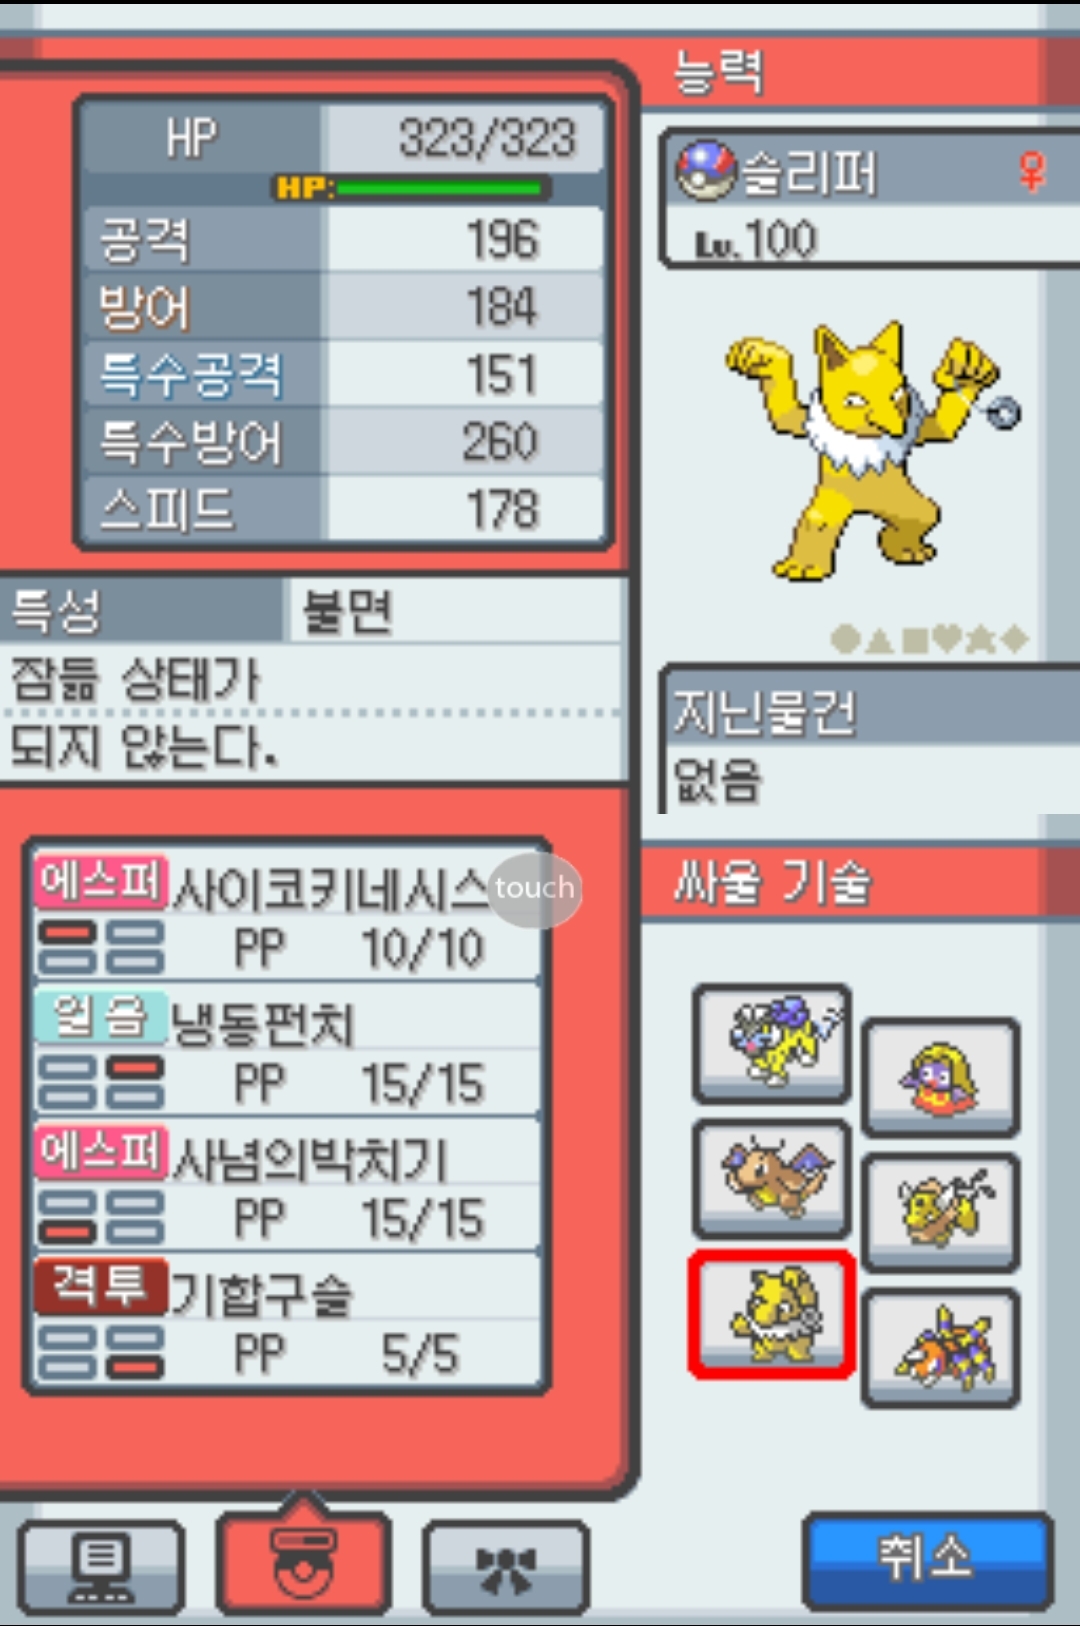 능력
HP 323/323
HP:
공격 196
방어 184
특수공격 151
특수방어 260
스피드 178
슬리퍼 ♀
Lv.100
특성 불면
잠듦 상태가
되지 않는다.
지닌물건
없음
싸울 기술
에스퍼 사이코키네시스
PP 10/10
얼음 냉동펀치
PP 15/15
에스퍼 사념의박치기
PP 15/15
격투 기합구슬
PP 5/5
touch
취소